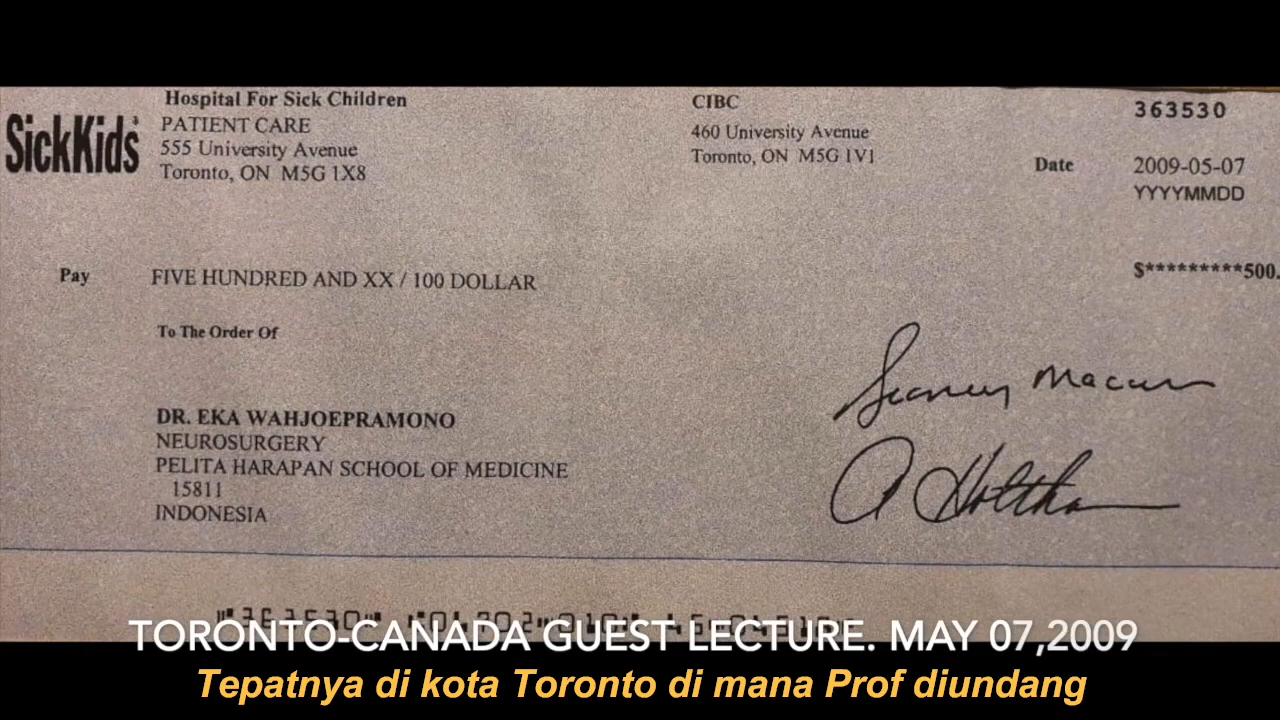 SickKids
Hospital For Sick Children
PATIENT CARE
555 University Avenue
Toronto, ON M5G 1X8
CIBC
460 University Avenue
Toronto, ON M5G 1V1
363530
Date 2009-05-07
YYYYMMDD
Pay FIVE HUNDRED AND XX / 100 DOLLAR
$*********500.
To The Order Of
DR. EKA WAHJOEPRAMONO
NEUROSURGERY
PELITA HARAPAN SCHOOL OF MEDICINE
15811
INDONESIA
TORONTO-CANADA GUEST LECTURE. MAY 07,2009
Tepatnya di kota Toronto di mana Prof diundang